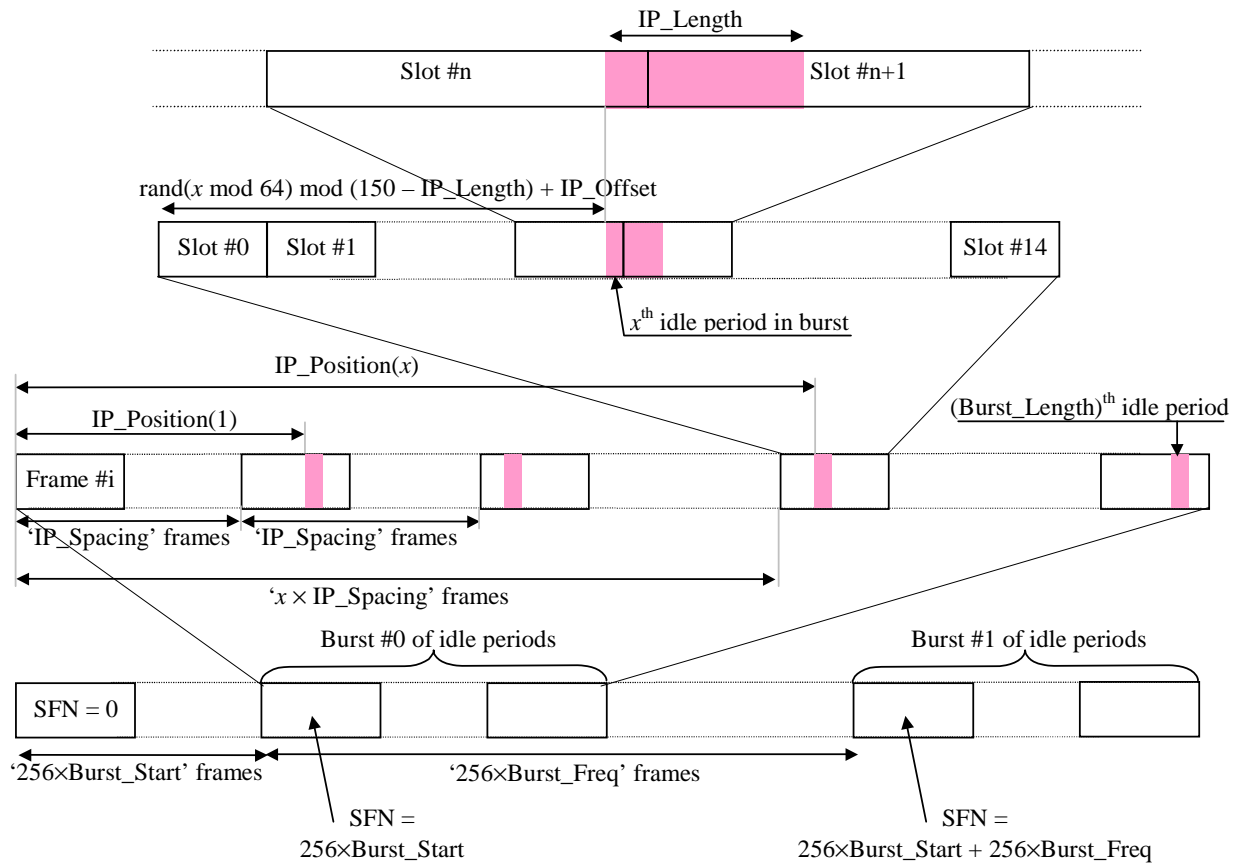 IP_Length
Slot #n
Slot #n+1
rand(x mod 64) mod (150 – IP_Length) + IP_Offset
Slot #0
Slot #1
Slot #14
xth idle period in burst
IP_Position(x)
(Burst_Length)th idle period
IP_Position(1)
Frame #i
‘IP_Spacing’ frames
‘IP_Spacing’ frames
‘x × IP_Spacing’ frames
Burst #0 of idle periods
Burst #1 of idle periods
SFN = 0
‘256×Burst_Start’ frames
‘256×Burst_Freq’ frames
SFN =
256×Burst_Start
SFN =
256×Burst_Start + 256×Burst_Freq